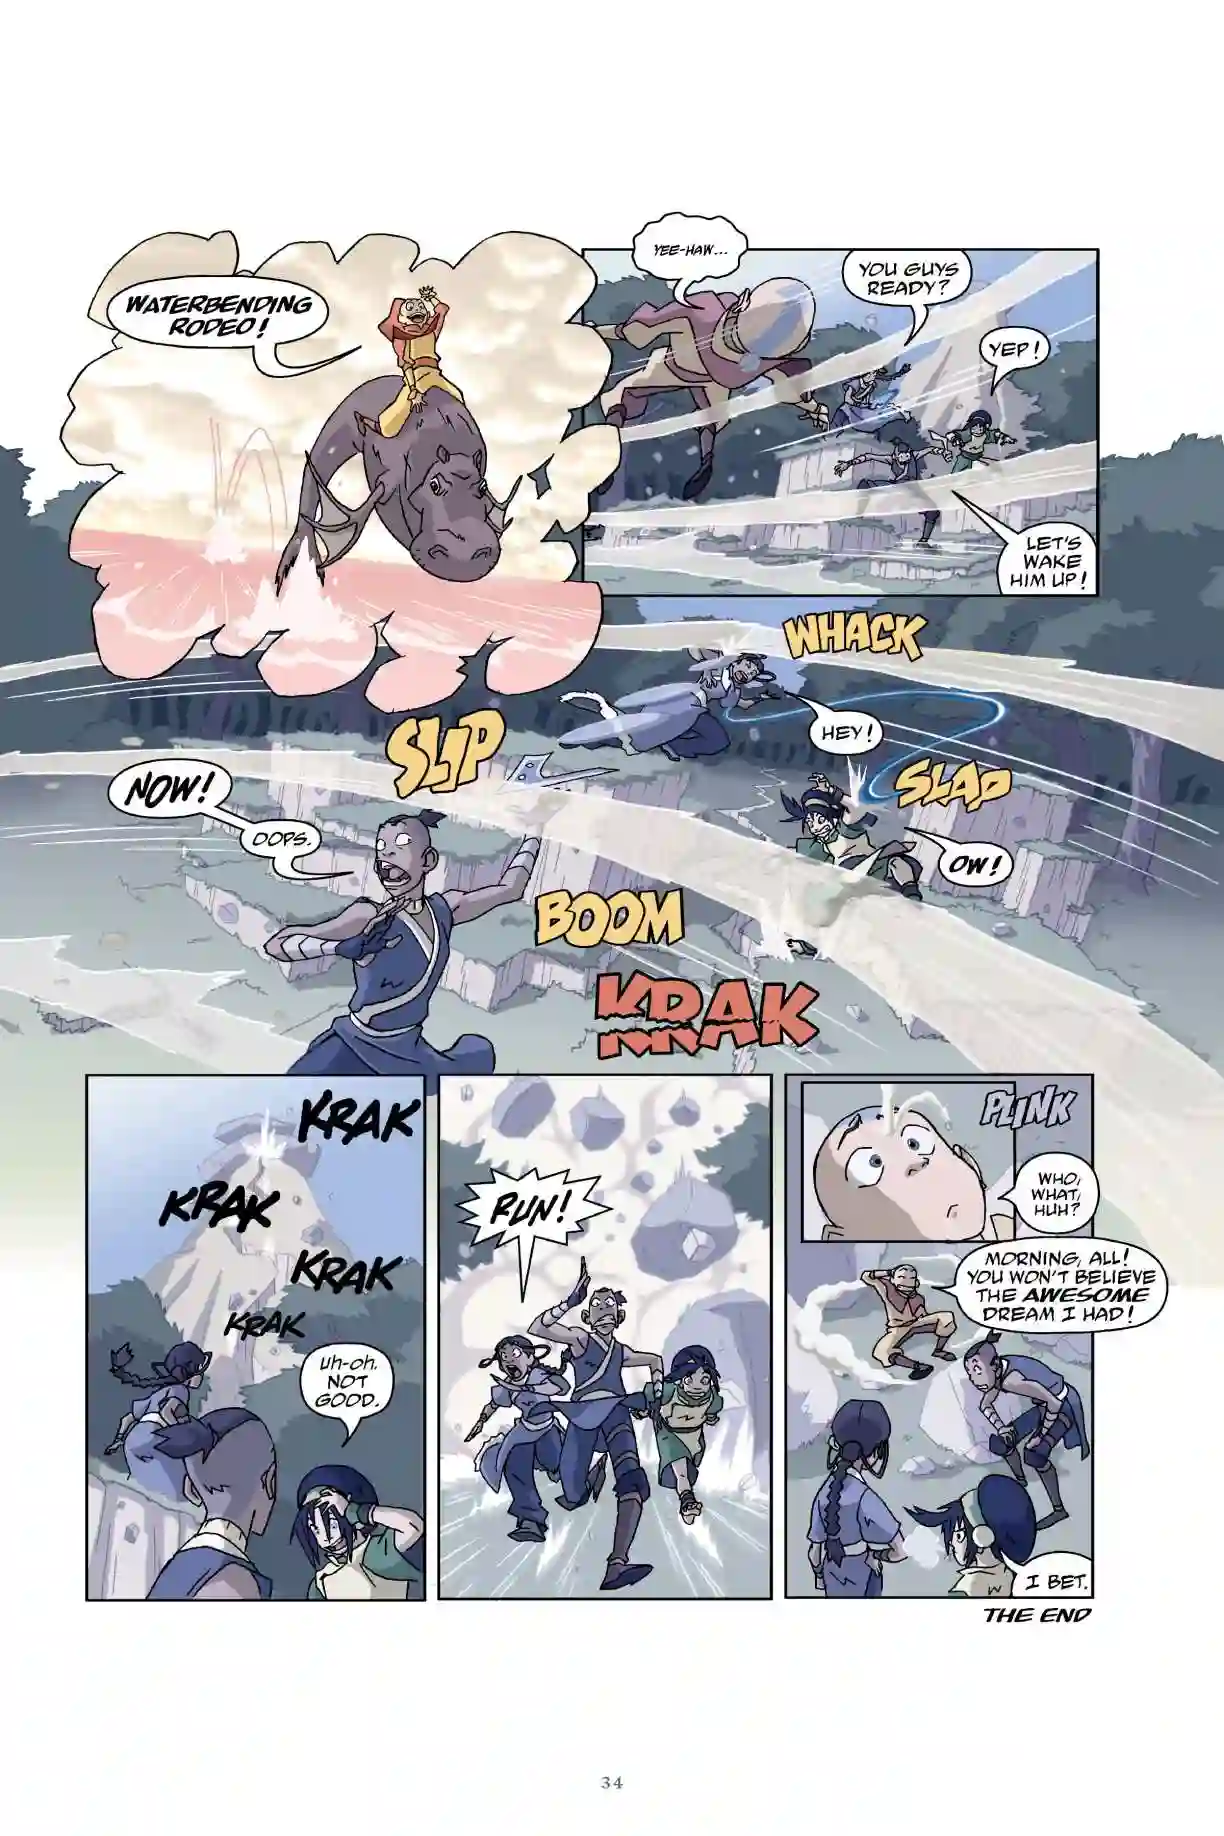 WATERBENDING
RODEO!
YEE-HAW...
YOU GUYS
READY?
YEP!
LET'S
WAKE
HIM UP!
WHACK
HEY!
SLIP
NOW!
OOPS.
SLAP
OW!
BOOM
KRAK
KRAK
KRAK
KRAK
KRAK
UH-OH.
NOT
GOOD.
RUN!
PLINK
WHO,
WHAT,
HUH?
MORNING, ALL!
YOU WON'T BELIEVE
THE AWESOME
DREAM I HAD!
I BET.
THE END
34